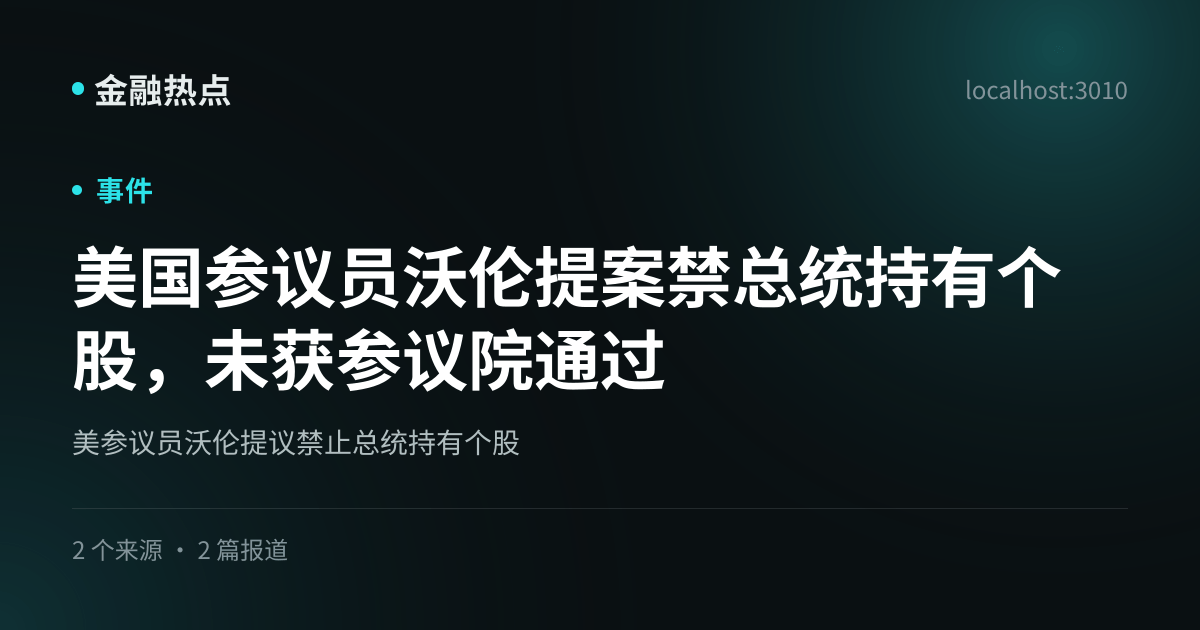 金融热点
localhost:3010
事件
美国参议员沃伦提案禁总统持有个
股，未获参议院通过
美参议员沃伦提议禁止总统持有个股
2 个来源 · 2 篇报道